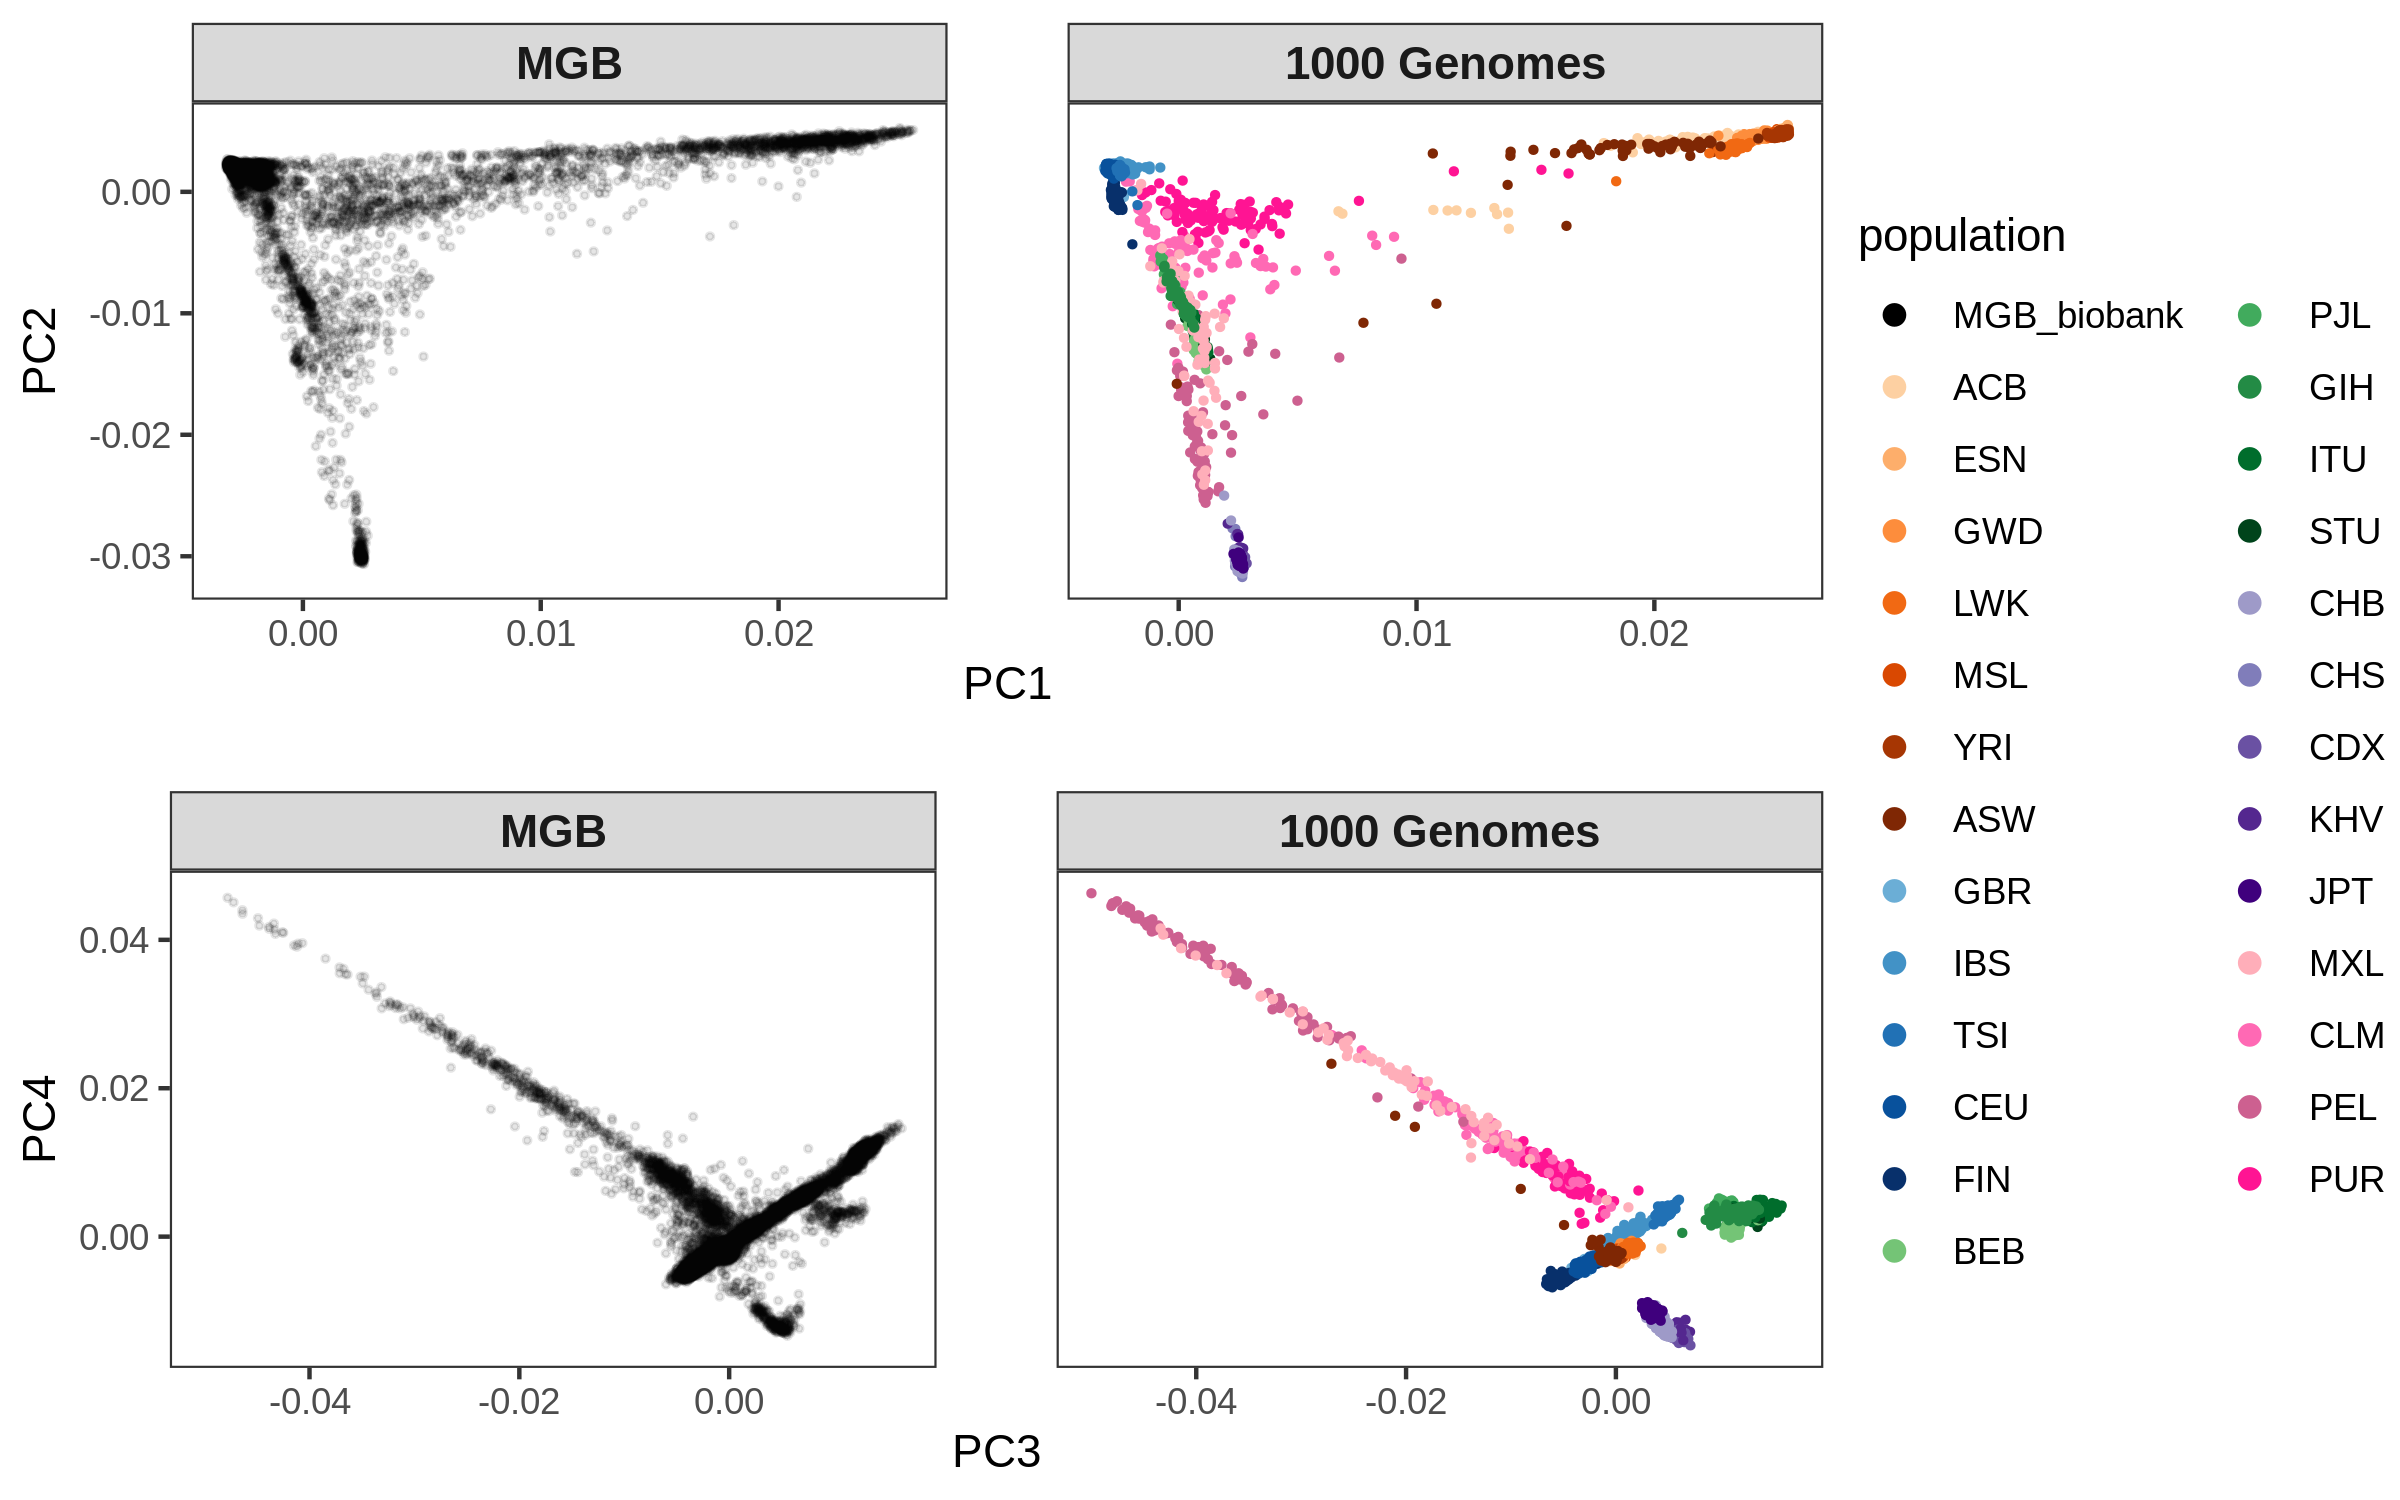 MGB
1000 Genomes
PC2
0.00
-0.01
-0.02
-0.03
0.00 0.01 0.02
0.00 0.01 0.02
PC1
MGB
1000 Genomes
PC4
0.04
0.02
0.00
-0.04 -0.02 0.00
-0.04 -0.02 0.00
PC3
population
MGB_biobank
ACB
ESN
GWD
LWK
MSL
YRI
ASW
GBR
IBS
TSI
CEU
FIN
BEB
PJL
GIH
ITU
STU
CHB
CHS
CDX
KHV
JPT
MXL
CLM
PEL
PUR